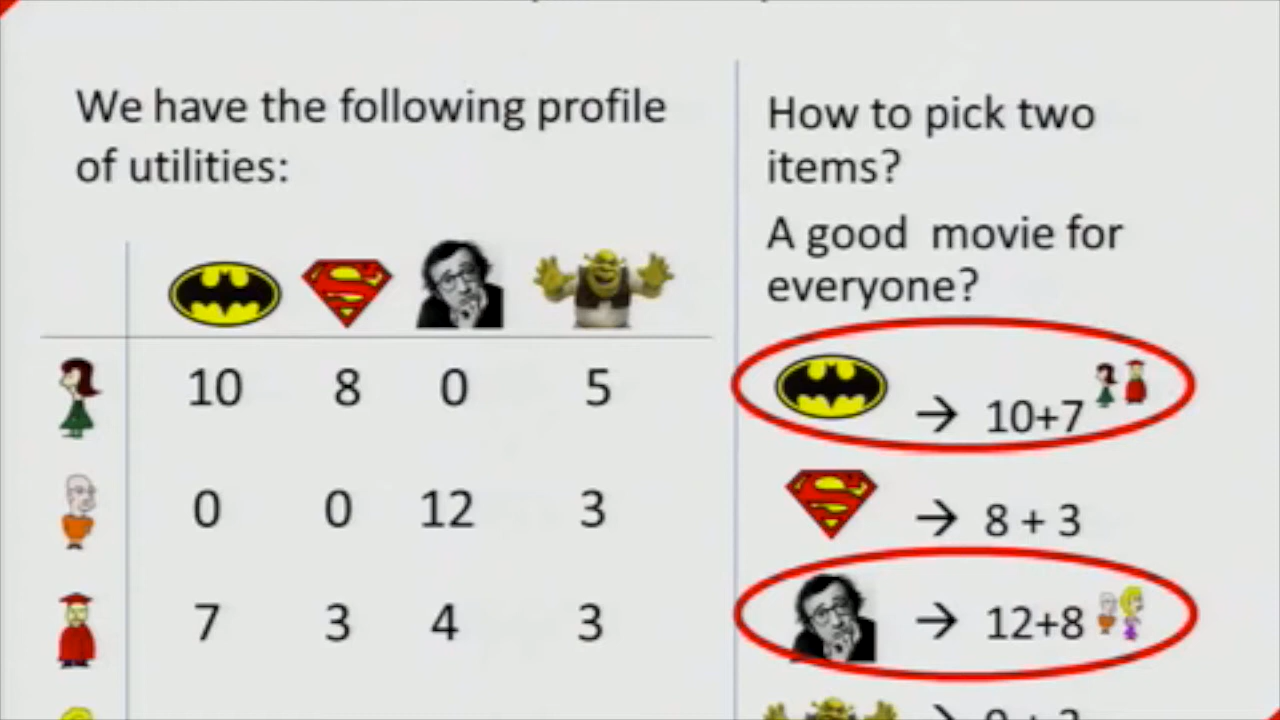 We have the following profile
of utilities:
10 8 0 5
0 0 12 3
7 3 4 3
How to pick two
items?
A good movie for
everyone?
→ 10+7
→ 8 + 3
→ 12+8